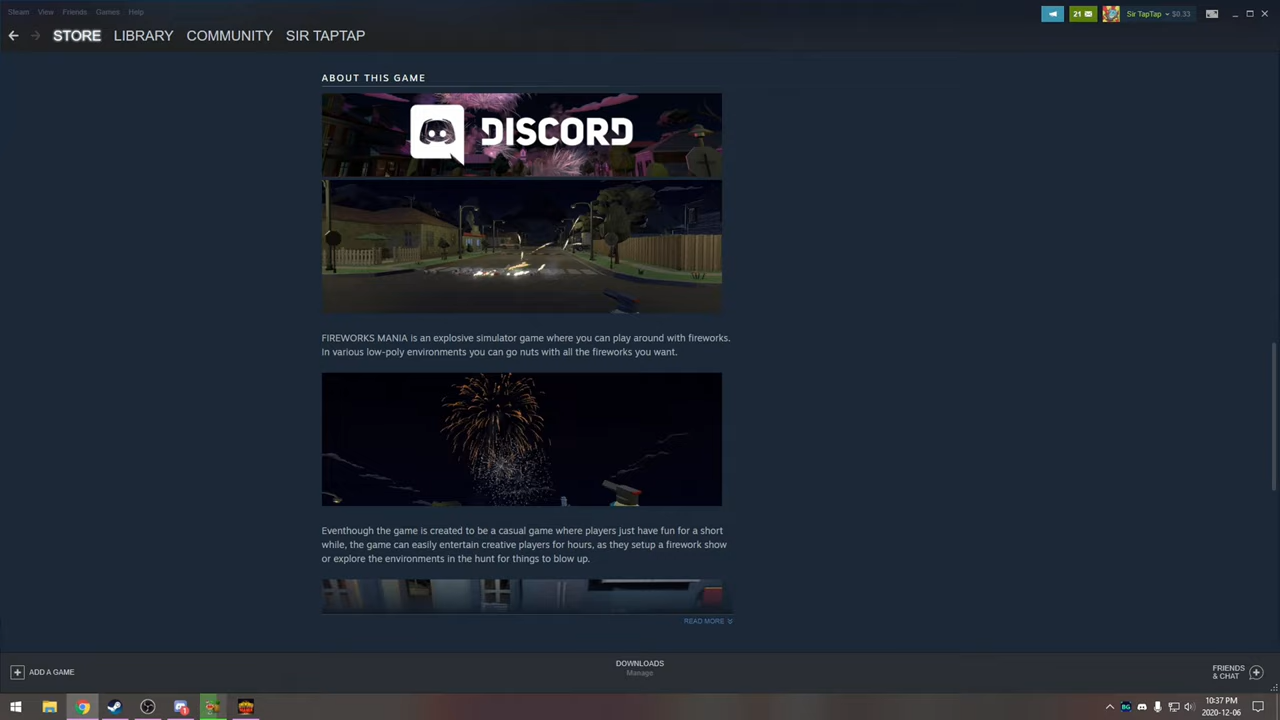 Steam View Friends Games Help
21 Sir TapTap $0.33
STORE LIBRARY COMMUNITY SIR TAPTAP
ABOUT THIS GAME
DISCORD
FIREWORKS MANIA is an explosive simulator game where you can play around with fireworks.
In various low-poly environments you can go nuts with all the fireworks you want.
Eventhough the game is created to be a casual game where players just have fun for a short
while, the game can easily entertain creative players for hours, as they setup a firework show
or explore the environments in the hunt for things to blow up.
READ MORE
ADD A GAME
DOWNLOADS
Manage
FRIENDS
& CHAT
1
BG
10:37 PM
2020-12-06